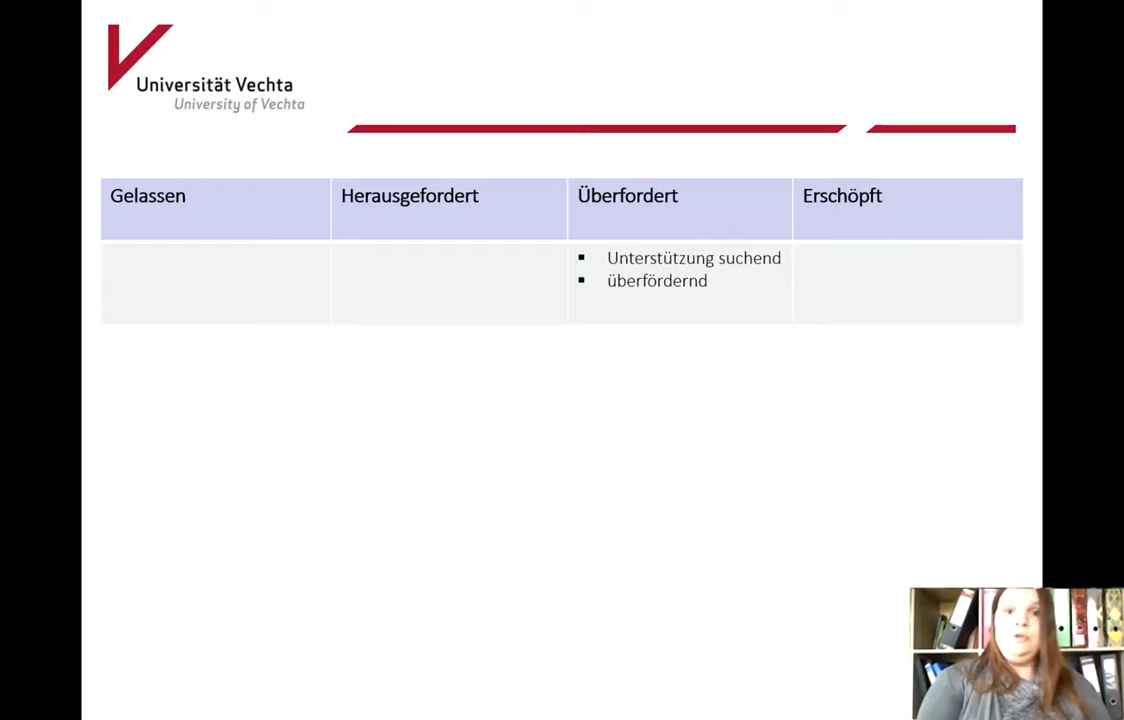 Universität Vechta
University of Vechta
Gelassen
Herausgefordert
Überfordert
Erschöpft
▪ Unterstützung suchend
▪ überfördernd